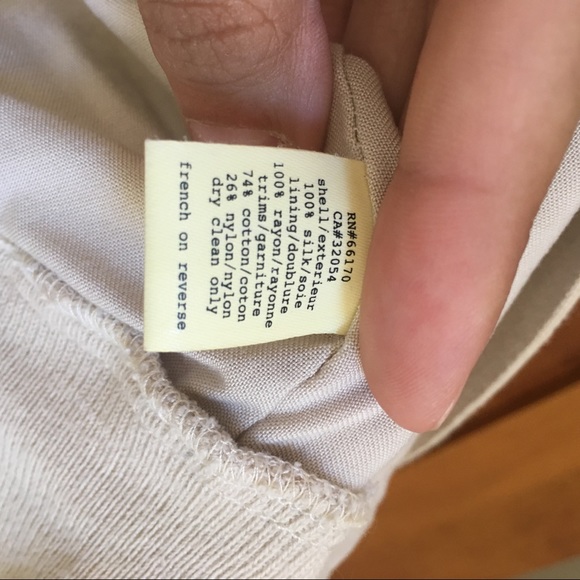 RN#66170
CA#32054
shell/exterieur
100% silk/soie
lining/doublure
100% rayon/rayonne
trims/garniture
74% cotton/coton
26% nylon/nylon
dry clean only
french on reverse